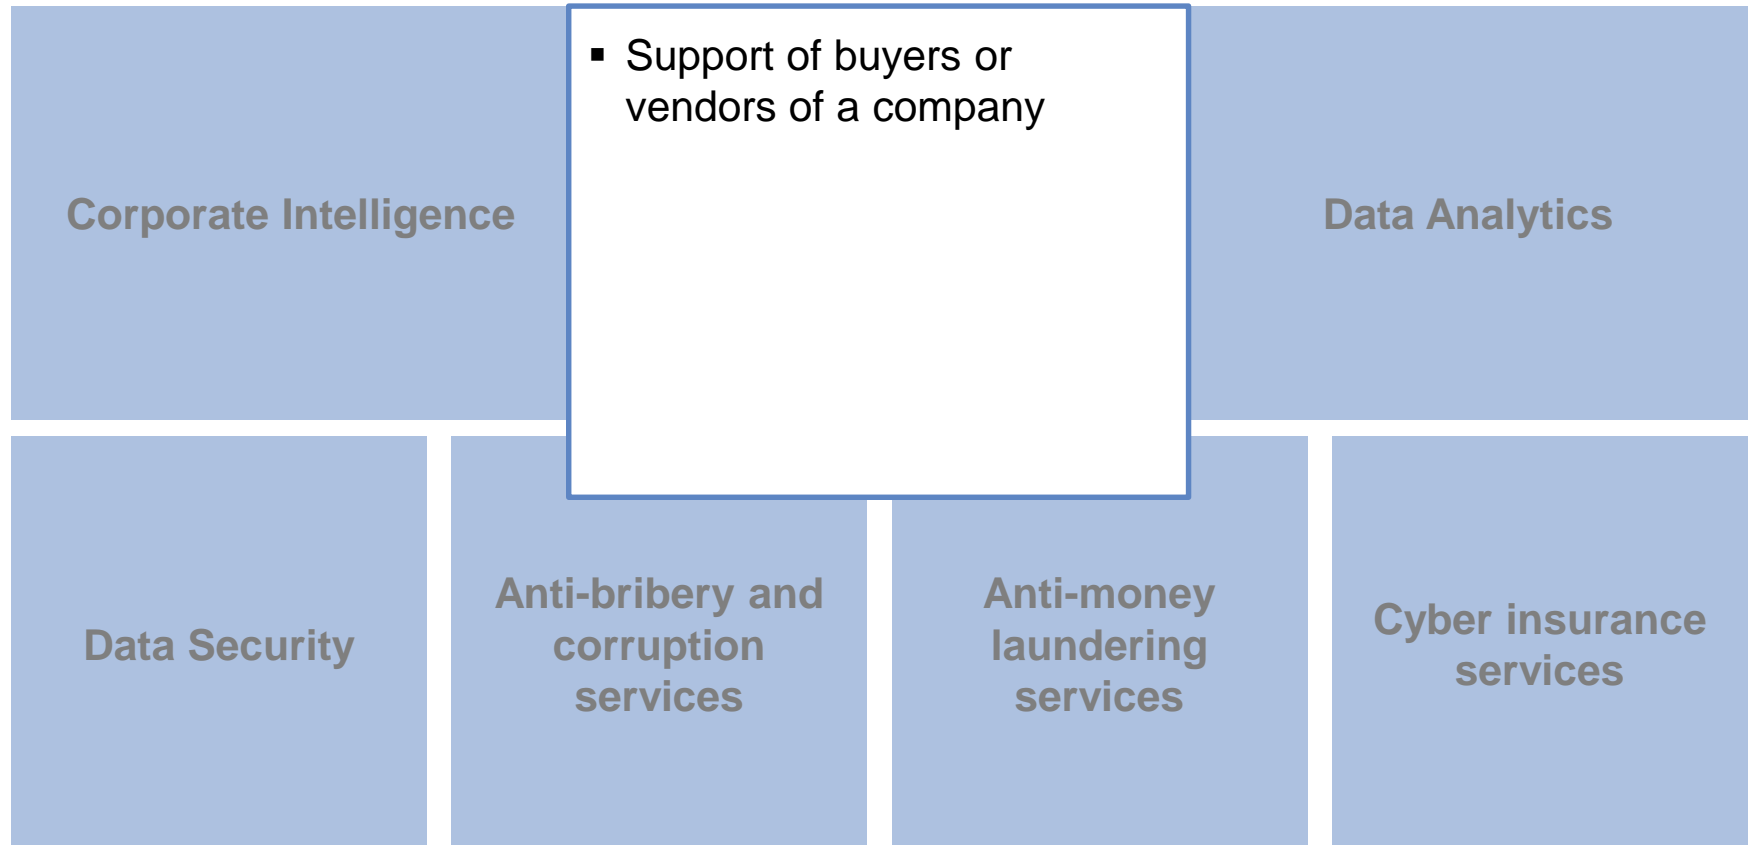 ▪ Support of buyers or
vendors of a company
Corporate Intelligence
Data Analytics
Data Security
Anti-bribery and
corruption
services
Anti-money
laundering
services
Cyber insurance
services